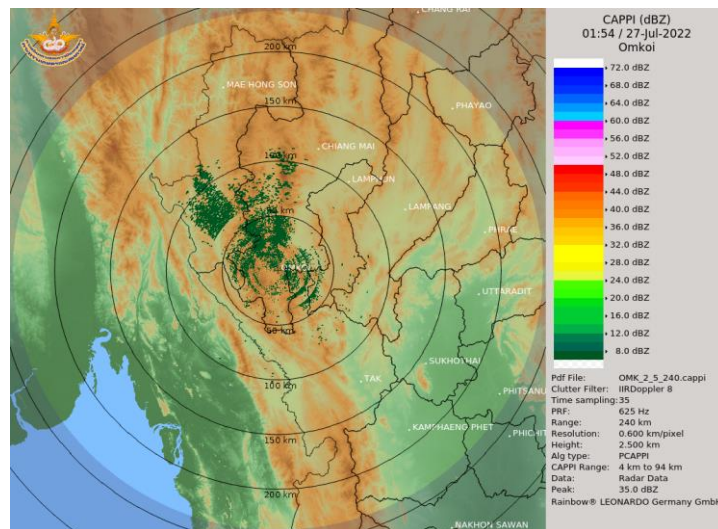 CHANG RAI
200 km
MAE HONG SON
150 km
PHAYAO
CHIANG MAI
LAMPHUN
LAMPANG
PHRAE
UTTARADIT
50 km
SUKHOTHAI
TAK
100 km
PHITSANU
KAMPHAENG PHET
PHICHIT
150 km
200 km
NAKHON SAWAN
CAPPI (dBZ)
01:54 / 27-Jul-2022
Omkoi
72.0 dBZ
68.0 dBZ
64.0 dBZ
60.0 dBZ
56.0 dBZ
52.0 dBZ
48.0 dBZ
44.0 dBZ
40.0 dBZ
36.0 dBZ
32.0 dBZ
28.0 dBZ
24.0 dBZ
20.0 dBZ
16.0 dBZ
12.0 dBZ
8.0 dBZ
Pdf File: OMK_2_5_240.cappi
Clutter Filter: IIRDoppler 8
Time sampling: 35
PRF: 625 Hz
Range: 240 km
Resolution: 0.600 km/pixel
Height: 2.500 km
Alg type: PCAPPI
CAPPI Range: 4 km to 94 km
Data: Radar Data
Peak: 35.0 dBZ
Rainbow® LEONARDO Germany GmbH